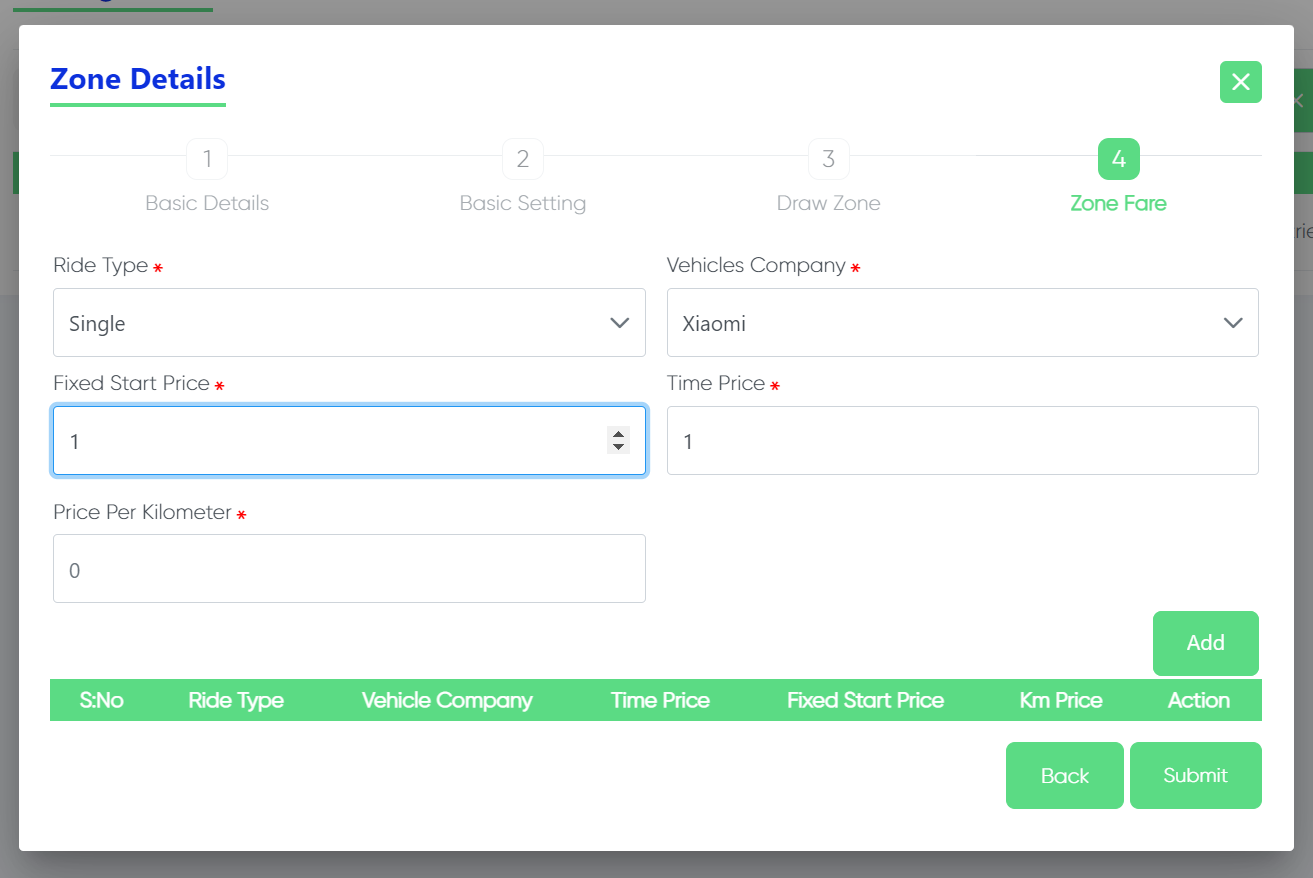 Zone Details
1 2 3 4
Basic Details Basic Setting Draw Zone Zone Fare
Ride Type * Vehicles Company *
Single Xiaomi
Fixed Start Price * Time Price *
1 1
Price Per Kilometer *
0
Add
S:No Ride Type Vehicle Company Time Price Fixed Start Price Km Price Action
Back Submit